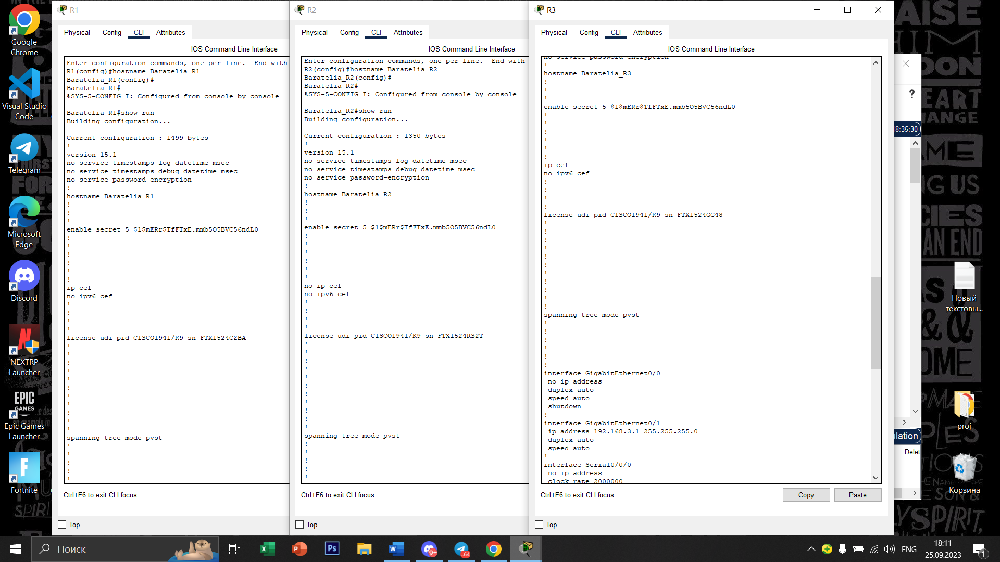 Google
Chrome
Visual Studio
Code
Telegram
Microsoft
Edge
Discord
NEXTRP
Launcher
EPIC
GAMES
Epic Games
Launcher
Fortnite
R1
Physical Config CLI Attributes
IOS Command Line Interface
Enter configuration commands, one per line. End with
R1(config)#hostname Baratelia_R1
Baratelia_R1(config)#
Baratelia_R1#
%SYS-5-CONFIG_I: Configured from console by console
Baratelia_R1#show run
Building configuration...
Current configuration : 1499 bytes
!
version 15.1
no service timestamps log datetime msec
no service timestamps debug datetime msec
no service password-encryption
!
hostname Baratelia_R1
!
!
!
enable secret 5 $1$mERr$TfFTxE.mmb5O5BVC56ndL0
!
!
!
!
!
!
ip cef
no ipv6 cef
!
!
!
!
license udi pid CISCO1941/K9 sn FTX1524CZBA
!
!
!
!
!
!
!
!
!
!
!
spanning-tree mode pvst
!
!
!
!
!
Ctrl+F6 to exit CLI focus
Top
R2
Physical Config CLI Attributes
IOS Command Line Interface
Enter configuration commands, one per line. End with
R2(config)#hostname Baratelia_R2
Baratelia_R2(config)#
Baratelia_R2#
%SYS-5-CONFIG_I: Configured from console by console
Baratelia_R2#show run
Building configuration...
Current configuration : 1350 bytes
!
version 15.1
no service timestamps log datetime msec
no service timestamps debug datetime msec
no service password-encryption
!
hostname Baratelia_R2
!
!
!
enable secret 5 $1$mERr$TfFTxE.mmb5O5BVC56ndL0
!
!
!
!
!
!
no ip cef
no ipv6 cef
!
!
!
!
license udi pid CISCO1941/K9 sn FTX1524RS2T
!
!
!
!
!
!
!
!
!
!
!
spanning-tree mode pvst
!
!
!
!
!
Ctrl+F6 to exit CLI focus
Top
R3
Physical Config CLI Attributes
IOS Command Line Interface
no service password-encryption
!
hostname Baratelia_R3
!
!
!
enable secret 5 $1$mERr$TfFTxE.mmb5O5BVC56ndL0
!
!
!
!
!
!
ip cef
no ipv6 cef
!
!
!
!
license udi pid CISCO1941/K9 sn FTX1524GG48
!
!
!
!
!
!
!
!
!
!
!
spanning-tree mode pvst
!
!
!
!
!
!
interface GigabitEthernet0/0
no ip address
duplex auto
speed auto
shutdown
!
interface GigabitEthernet0/1
ip address 192.168.3.1 255.255.255.0
duplex auto
speed auto
!
interface Serial0/0/0
no ip address
clock rate 2000000
Ctrl+F6 to exit CLI focus
Copy Paste
Top
?
8:35:30
ulation
Delet
Новый
текстовы...
proj
Корзина
Поиск
9+
..64
ENG
18:11
25.09.2023
1